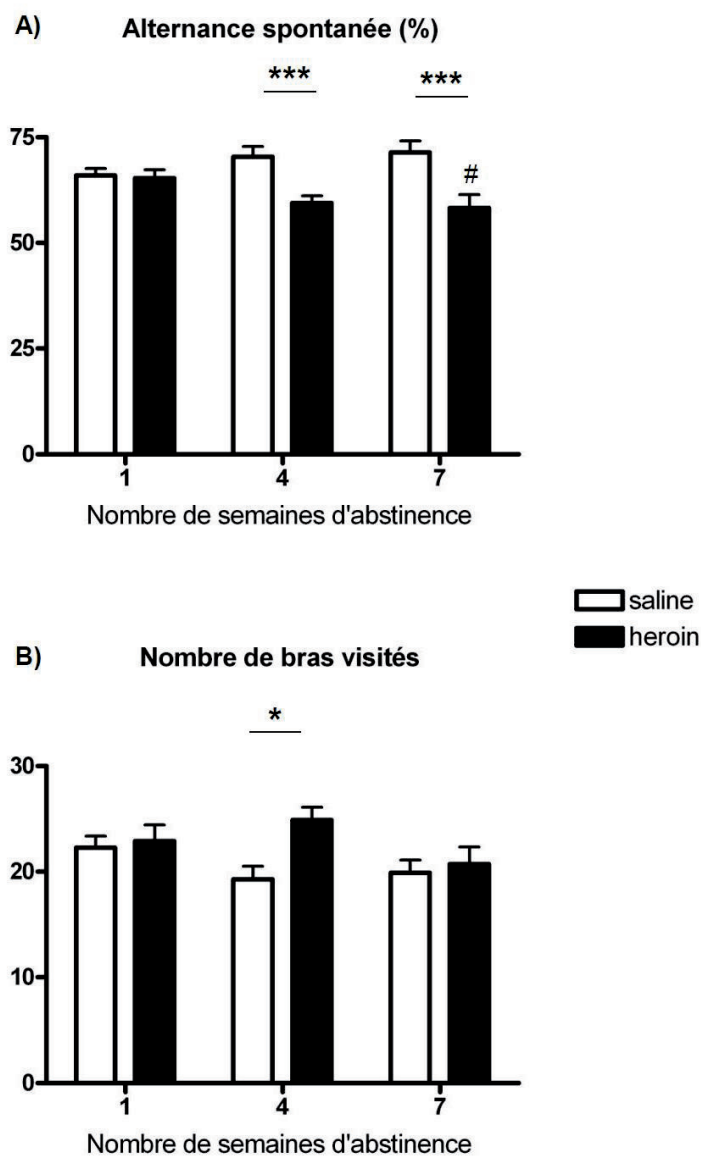 A) Alternance spontanée (%)
*** ***
75
#
50
25
0
1 4 7
Nombre de semaines d'abstinence
saline
heroin
B) Nombre de bras visités
*
30
20
10
0
1 4 7
Nombre de semaines d'abstinence